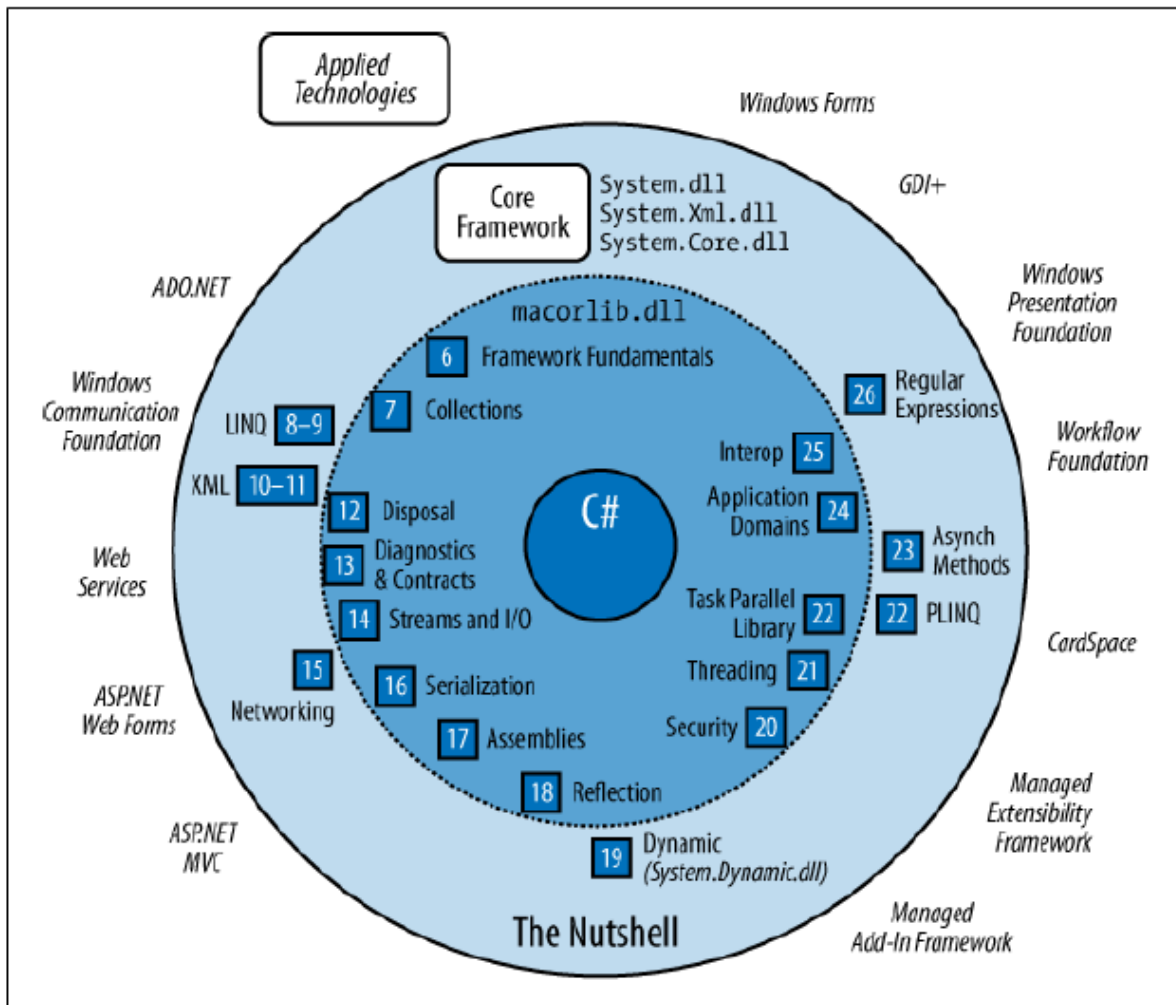 Applied
Technologies
Windows Forms
Core
Framework
System.dll
System.Xml.dll
System.Core.dll
GDI+
ADO.NET
Windows
Presentation
Foundation
macorlib.dll
6 Framework Fundamentals
Windows
Communication
Foundation
LINQ 8–9
7 Collections
26 Regular
Expressions
Workflow
Foundation
Interop 25
XML 10–11
12 Disposal
C#
Application
Domains 24
13 Diagnostics
& Contracts
23 Asynch
Methods
Web
Services
14 Streams and I/O
Task Parallel
Library 22
22 PLINQ
CardSpace
15
Networking
16 Serialization
Threading 21
ASP.NET
Web Forms
17 Assemblies
Security 20
18 Reflection
Managed
Extensibility
Framework
ASP.NET
MVC
19 Dynamic
(System.Dynamic.dll)
The Nutshell
Managed
Add-In Framework